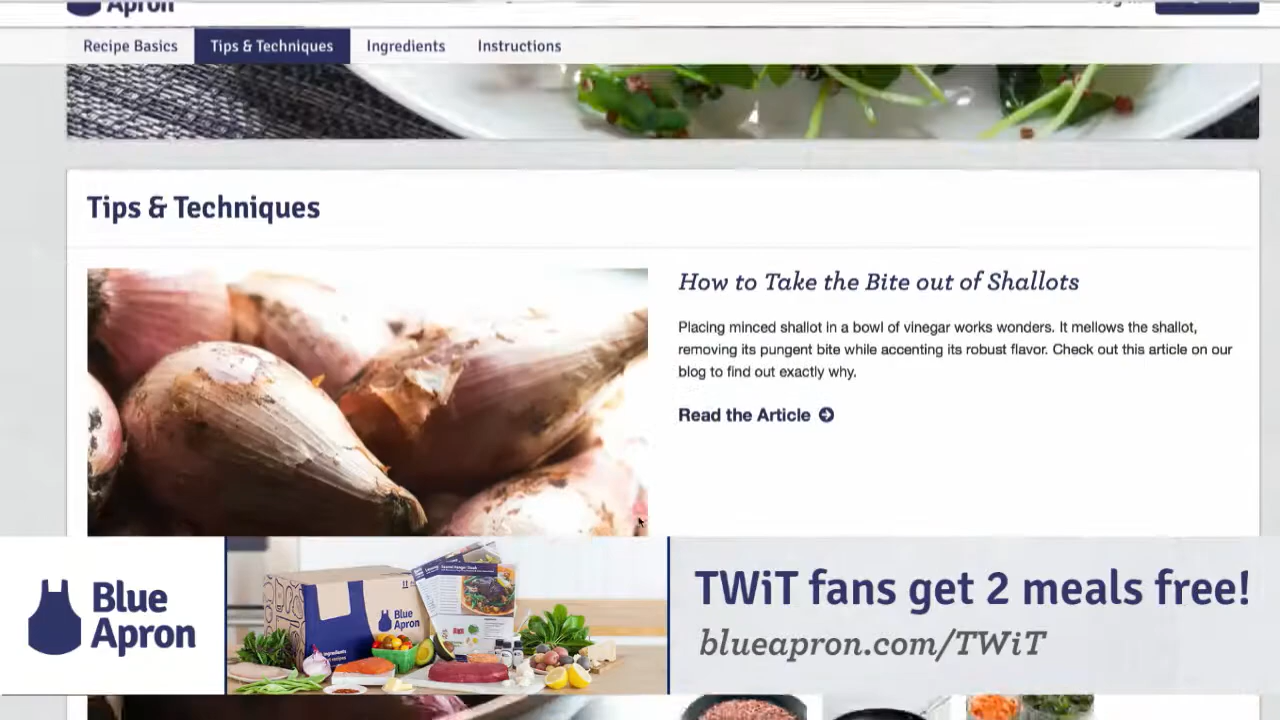 Apron
Recipe Basics
Tips & Techniques
Ingredients
Instructions
Tips & Techniques
How to Take the Bite out of Shallots
Placing minced shallot in a bowl of vinegar works wonders. It mellows the shallot,
removing its pungent bite while accenting its robust flavor. Check out this article on our
blog to find out exactly why.
Read the Article
Blue
Apron
Blue
Apron
TWiT fans get 2 meals free!
blueapron.com/TWiT